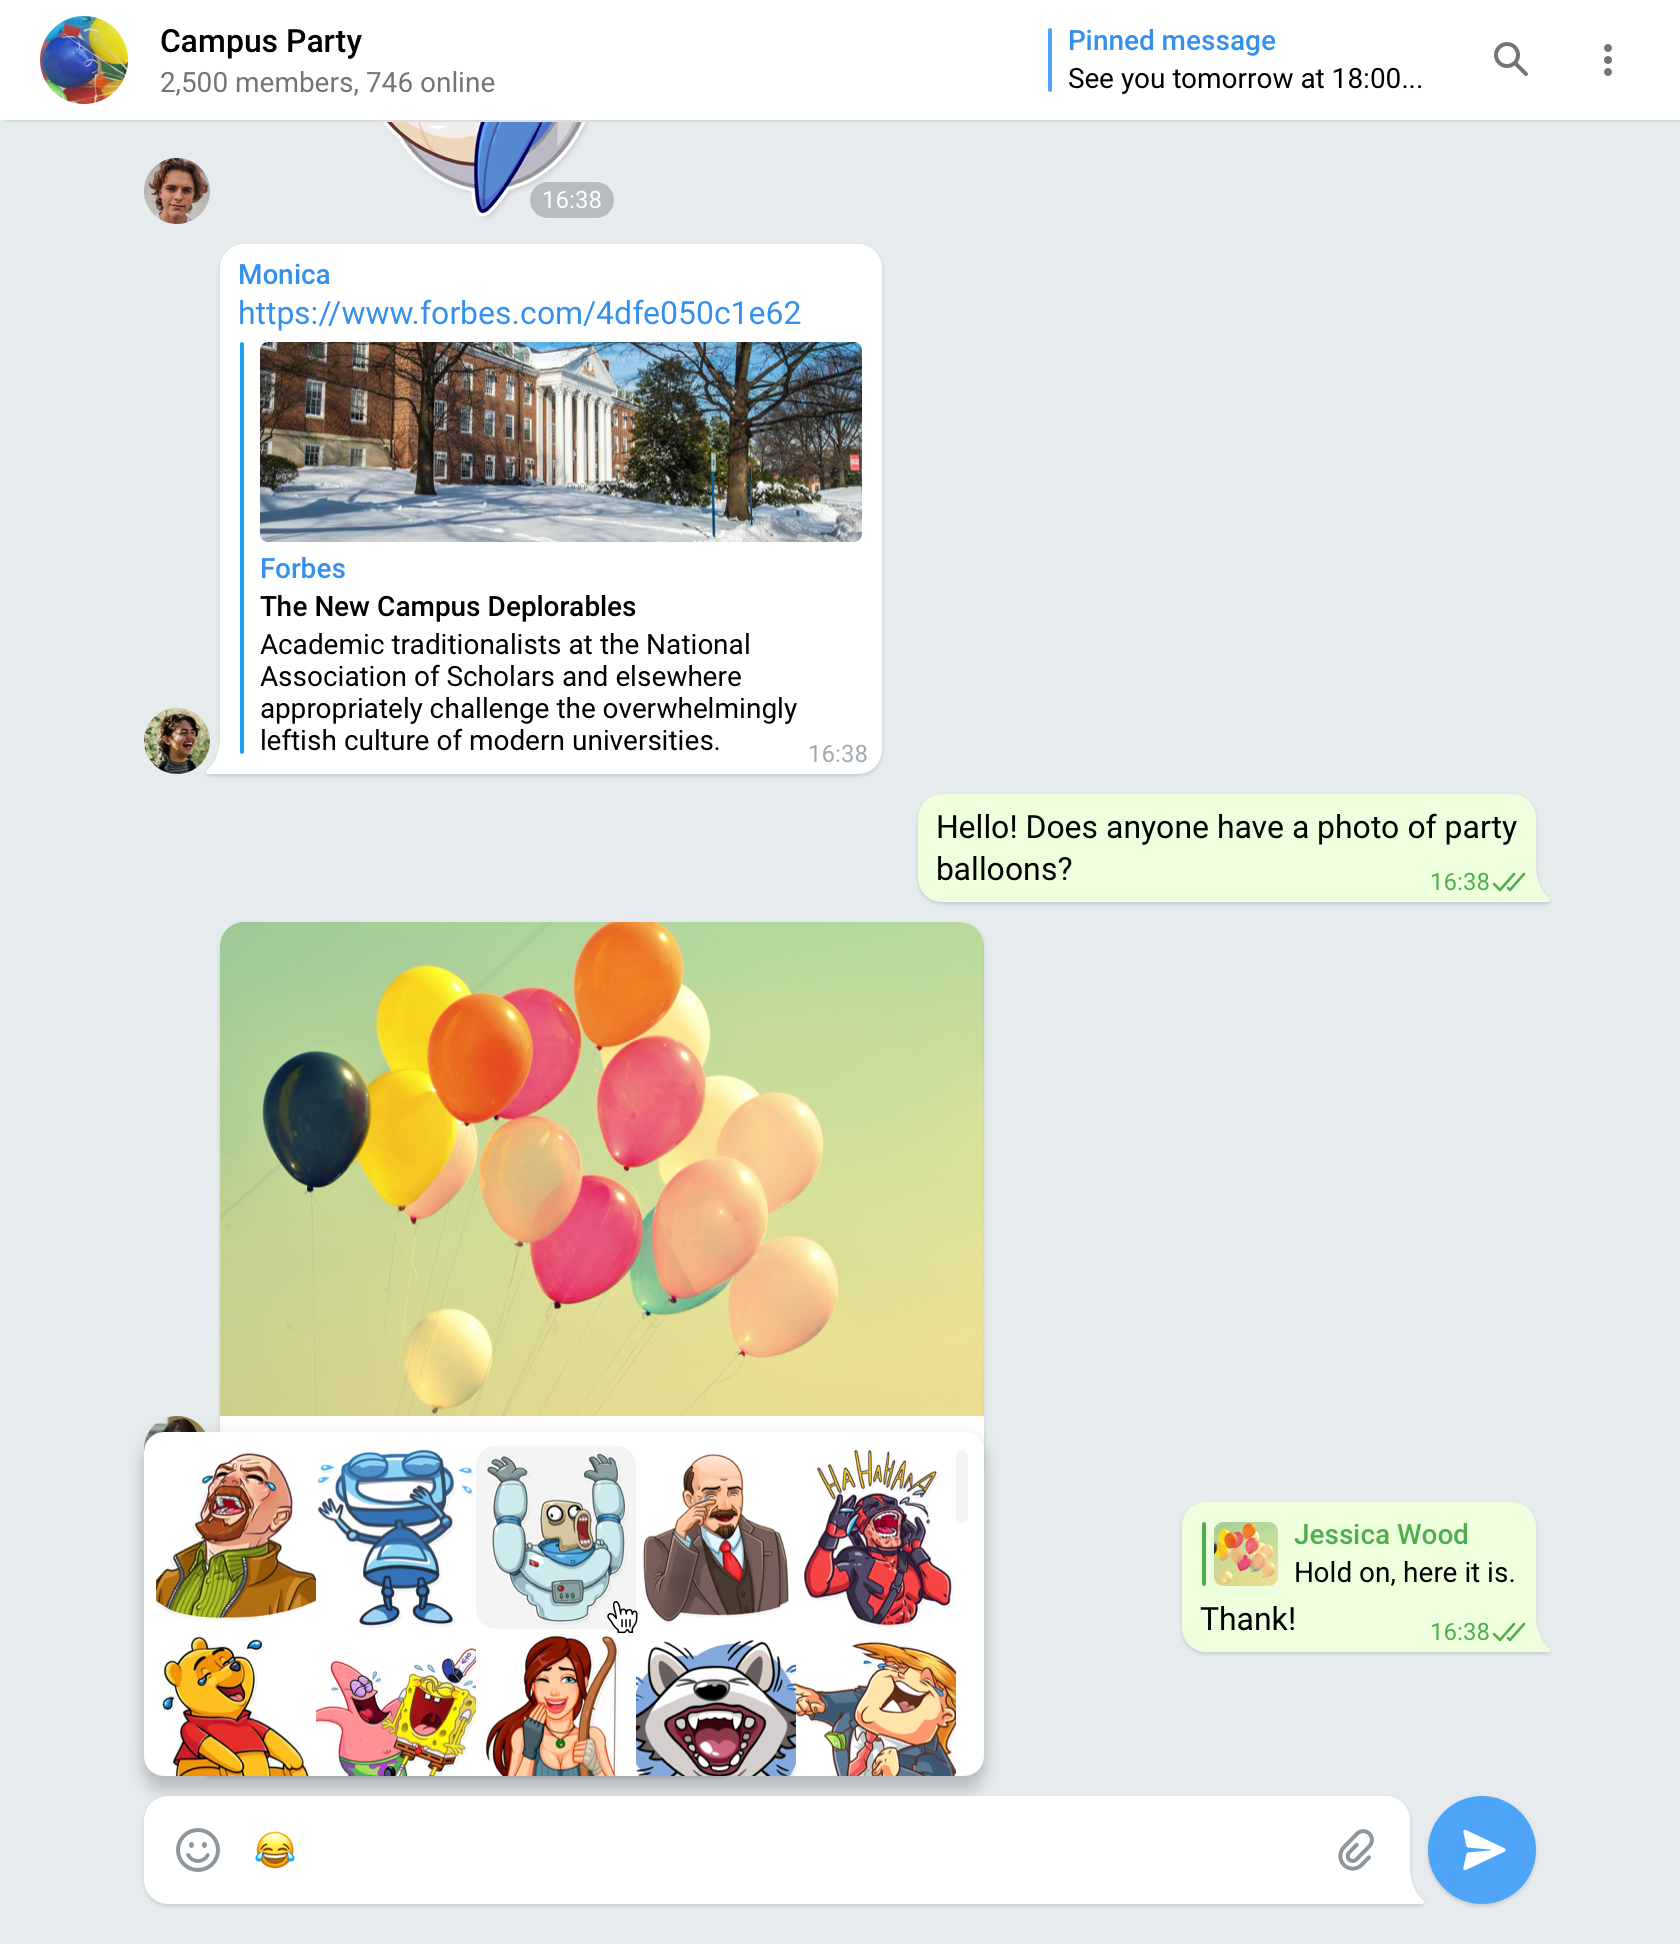 Campus Party
2,500 members, 746 online
Pinned message
See you tomorrow at 18:00...
16:38
Monica
https://www.forbes.com/4dfe050c1e62
Forbes
The New Campus Deplorables
Academic traditionalists at the National
Association of Scholars and elsewhere
appropriately challenge the overwhelmingly
leftish culture of modern universities.
16:38
Hello! Does anyone have a photo of party
balloons?
16:38
HAHAHAHA
Jessica Wood
Hold on, here it is.
Thank!
16:38